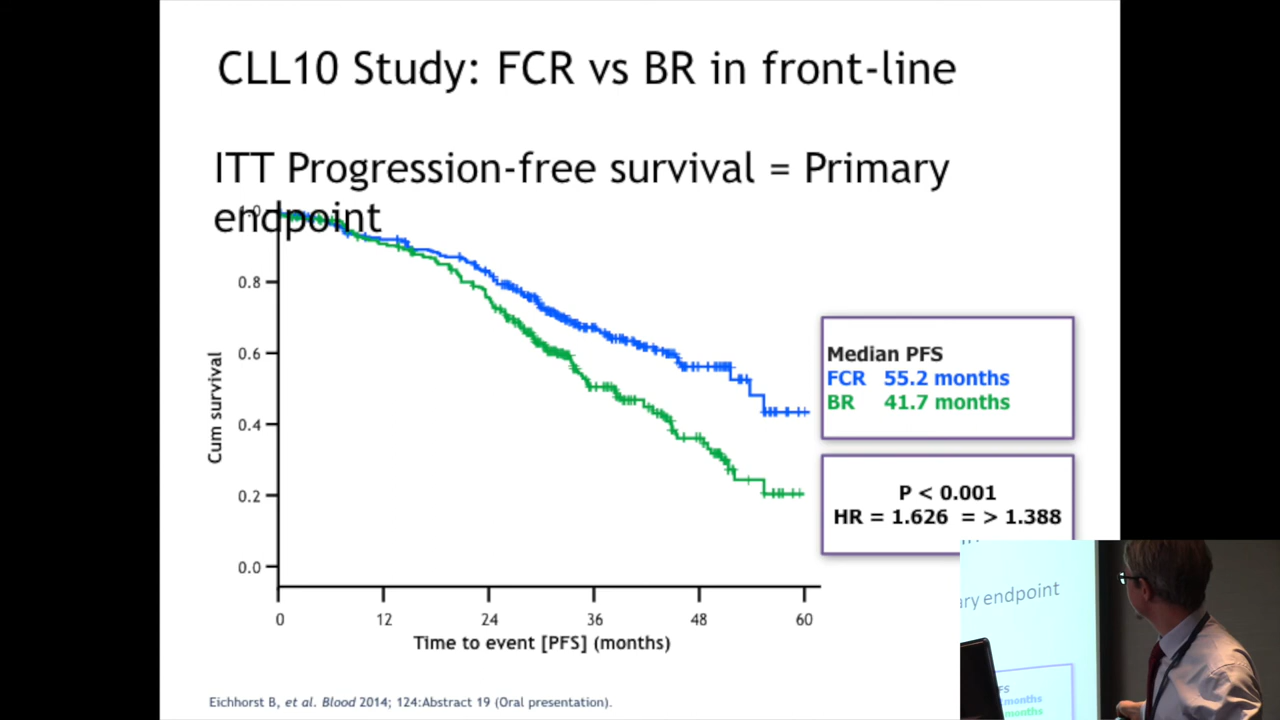 CLL10 Study: FCR vs BR in front-line
ITT Progression-free survival = Primary
endpoint
1.0
0.8
0.6
0.4
0.2
0.0
Cum survival
0 12 24 36 48 60
Time to event [PFS] (months)
Median PFS
FCR 55.2 months
BR 41.7 months
P < 0.001
HR = 1.626 = > 1.388
Eichhorst B, et al. Blood 2014; 124:Abstract 19 (Oral presentation).
ary endpoint
FS
months
months